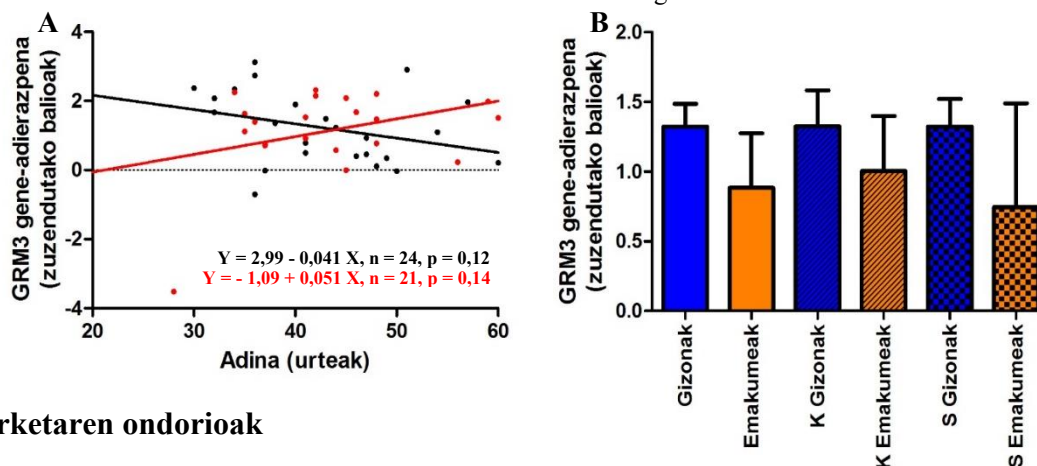 A
GRM3 gene-adierazpena
(zuzendutako balioak)
4
2
0
-2
-4
20
30
40
50
60
Adina (urteak)
Y = 2,99 - 0,041 X, n = 24, p = 0,12
Y = - 1,09 + 0,051 X, n = 21, p = 0,14
B
GRM3 gene-adierazpena
(zuzendutako balioak)
2.0
1.5
1.0
0.5
0.0
Gizonak
Emakumeak
K Gizonak
K Emakumeak
S Gizonak
S Emakumeak
rketaren ondorioak